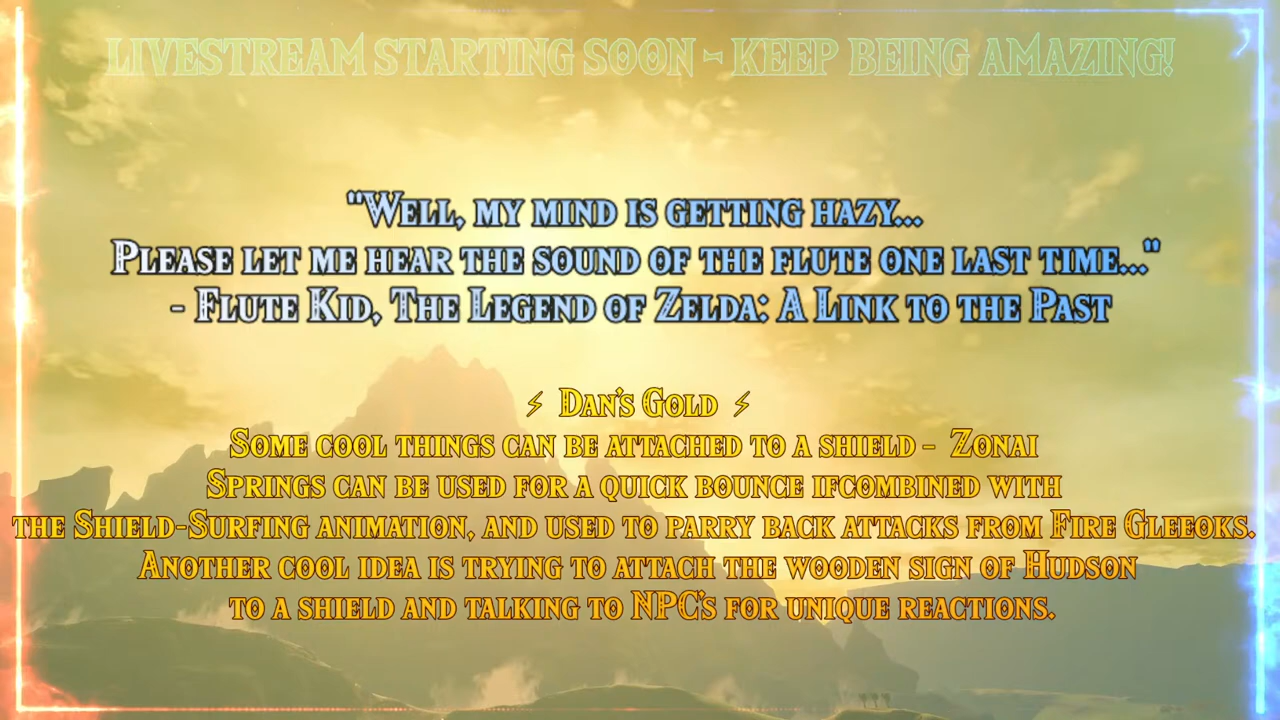 LIVESTREAM STARTING SOON - KEEP BEING AMAZING!
"Well, my mind is getting hazy...
Please let me hear the sound of the flute one last time..."
- Flute Kid, The Legend of Zelda: A Link to the Past
⚡ Dan's Gold ⚡
Some cool things can be attached to a shield - Zonai
Springs can be used for a quick bounce ifcombined with
the Shield-Surfing animation, and used to parry back attacks from Fire Gleeoks.
Another cool idea is trying to attach the wooden sign of Hudson
to a shield and talking to NPC's for unique reactions.